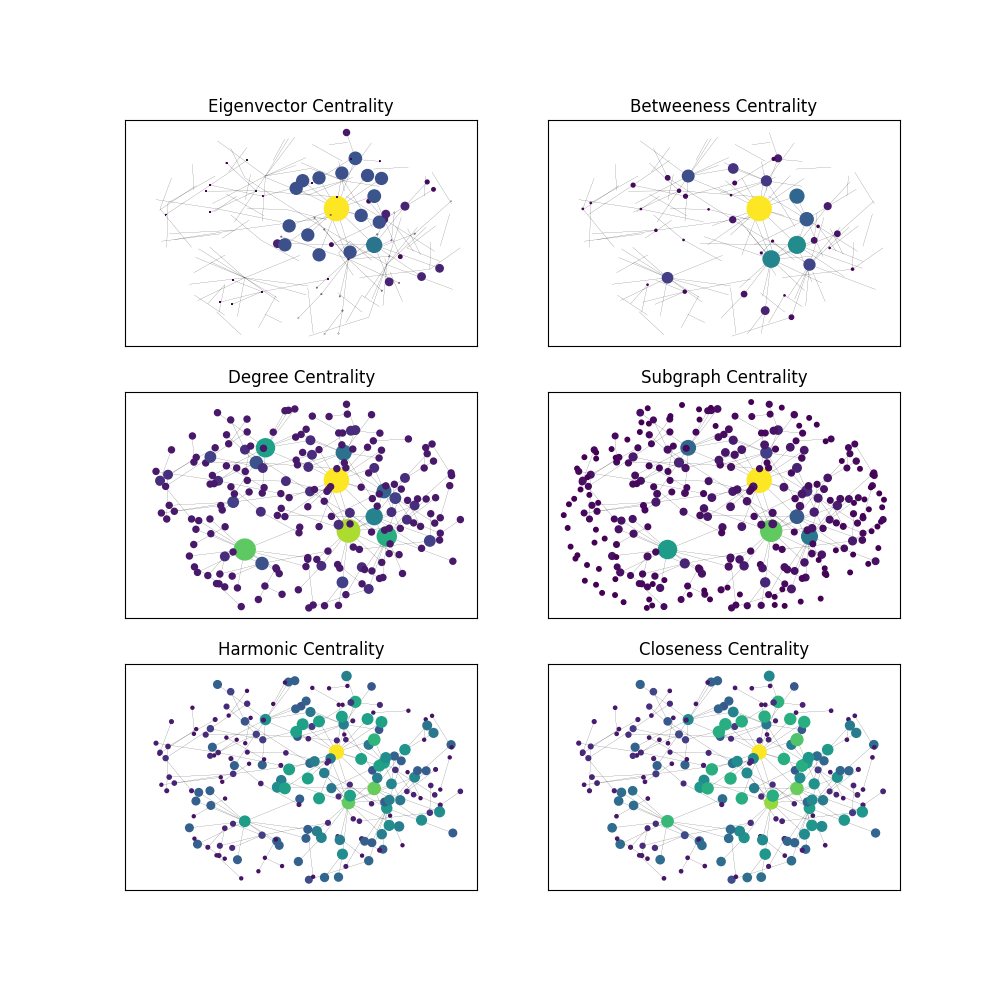 Eigenvector Centrality
Betweeness Centrality
Degree Centrality
Subgraph Centrality
Harmonic Centrality
Closeness Centrality